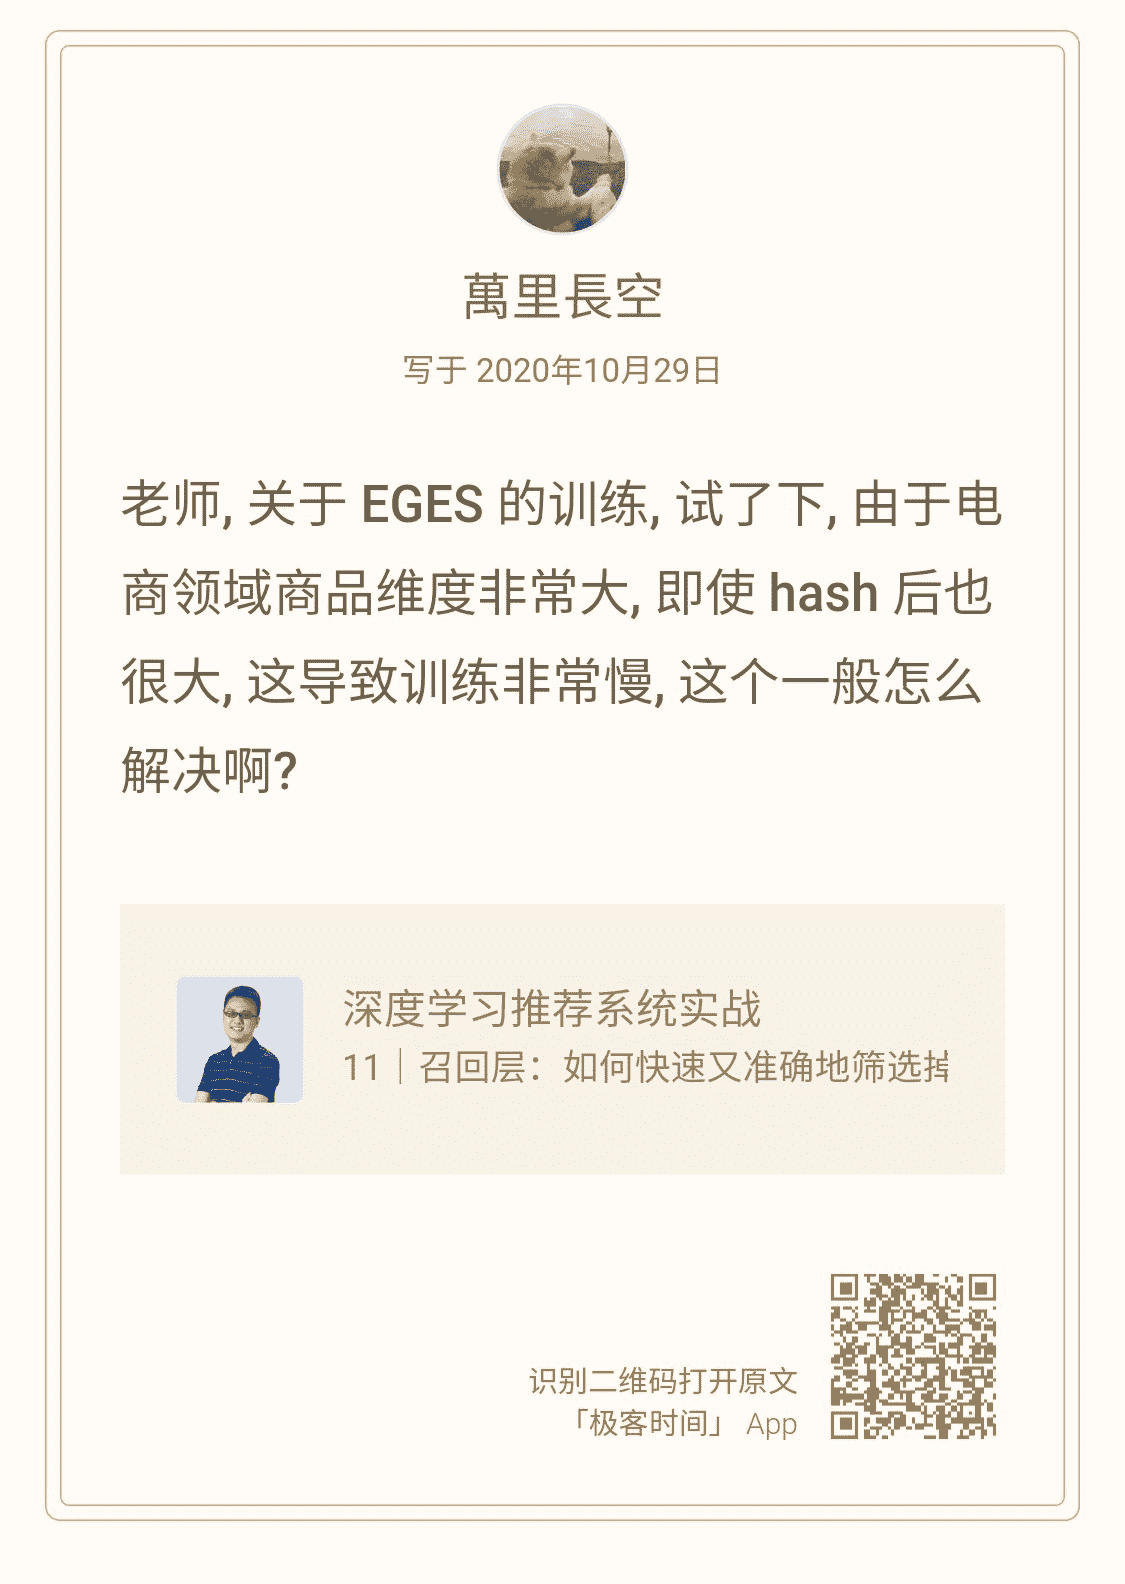 萬里長空
写于 2020年10月29日
老师, 关于 EGES 的训练, 试了下, 由于电
商领域商品维度非常大, 即使 hash 后也
很大, 这导致训练非常慢, 这个一般怎么
解决啊?
深度学习推荐系统实战
11｜召回层：如何快速又准确地筛选掉
识别二维码打开原文
「极客时间」 App